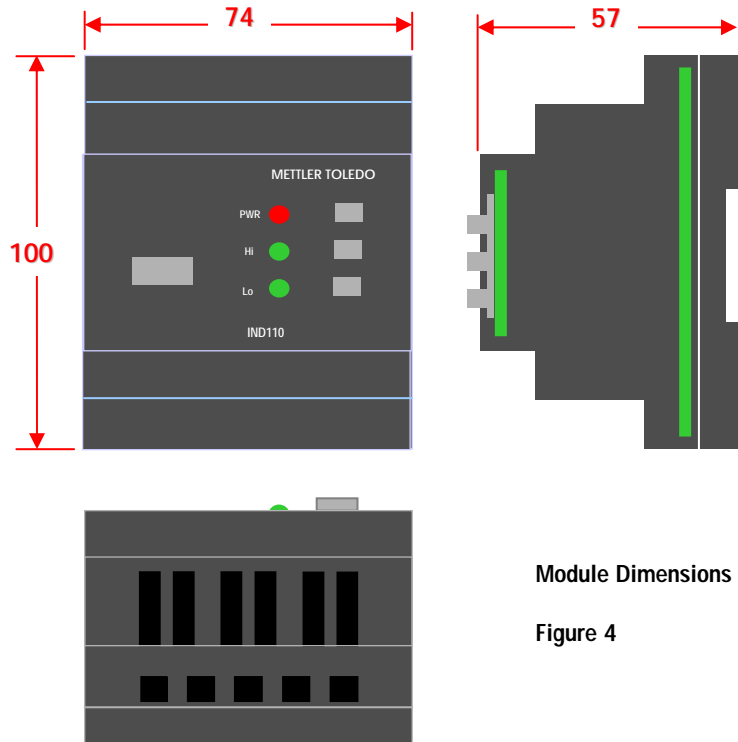 74
57
100
METTLER TOLEDO
PWR
Hi
Lo
IND110
Module Dimensions
Figure 4